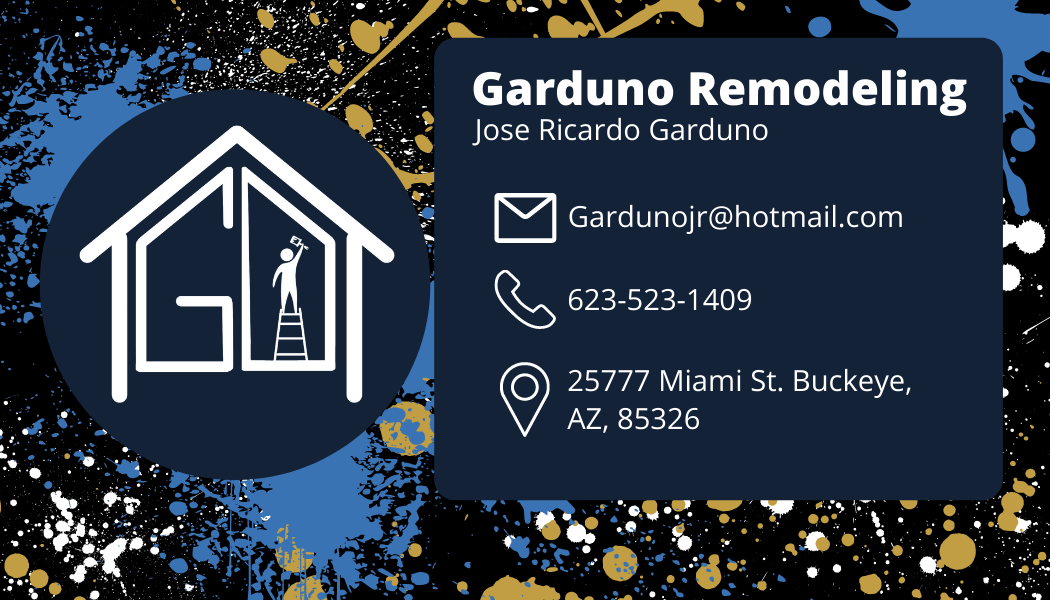 Garduno Remodeling
Jose Ricardo Garduno
Gardunojr@hotmail.com
623-523-1409
25777 Miami St. Buckeye,
AZ, 85326